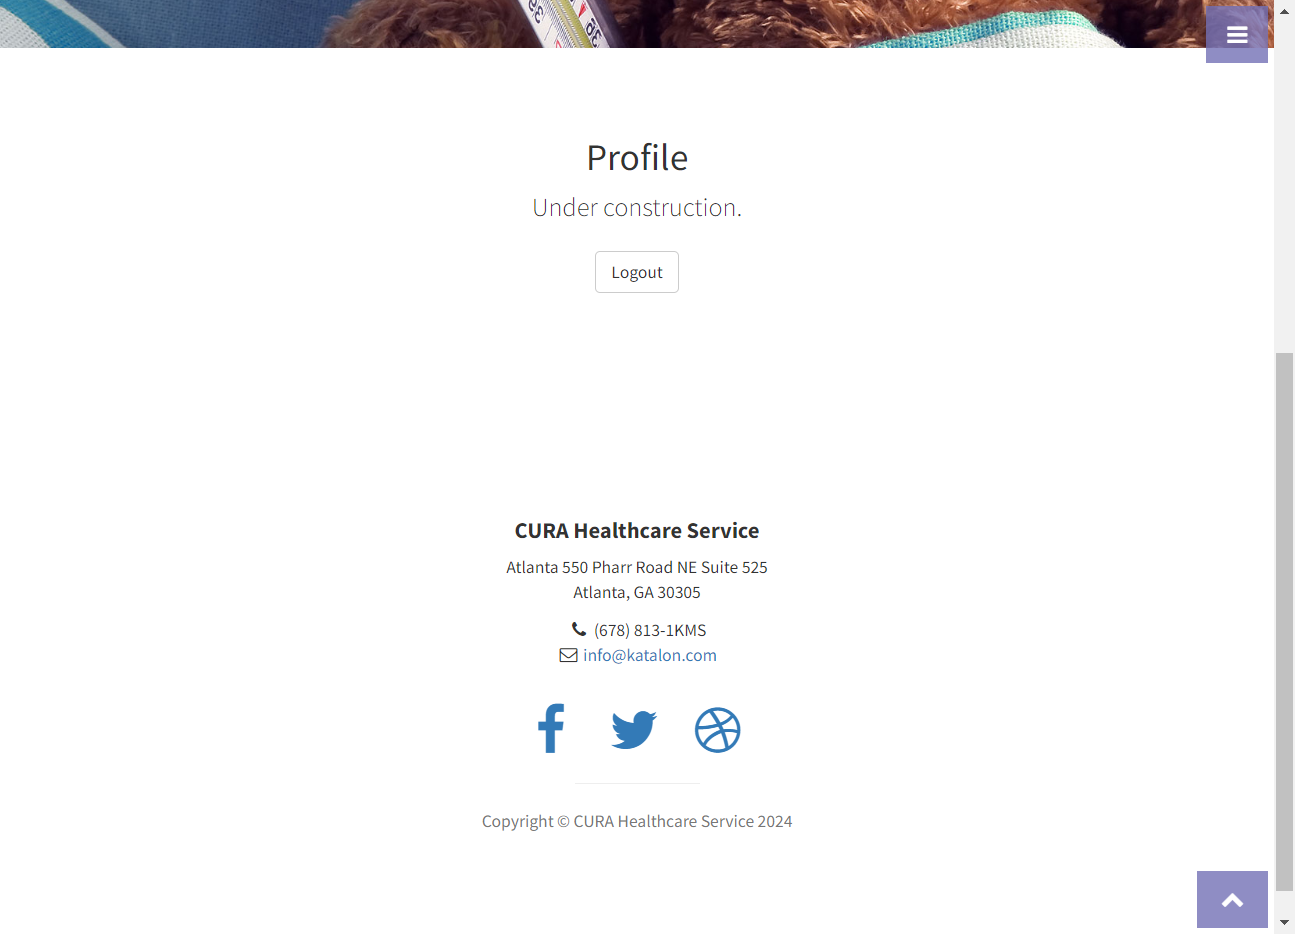 Profile
Under construction.
Logout
CURA Healthcare Service
Atlanta 550 Pharr Road NE Suite 525
Atlanta, GA 30305
(678) 813-1KMS
info@katalon.com
Copyright © CURA Healthcare Service 2024